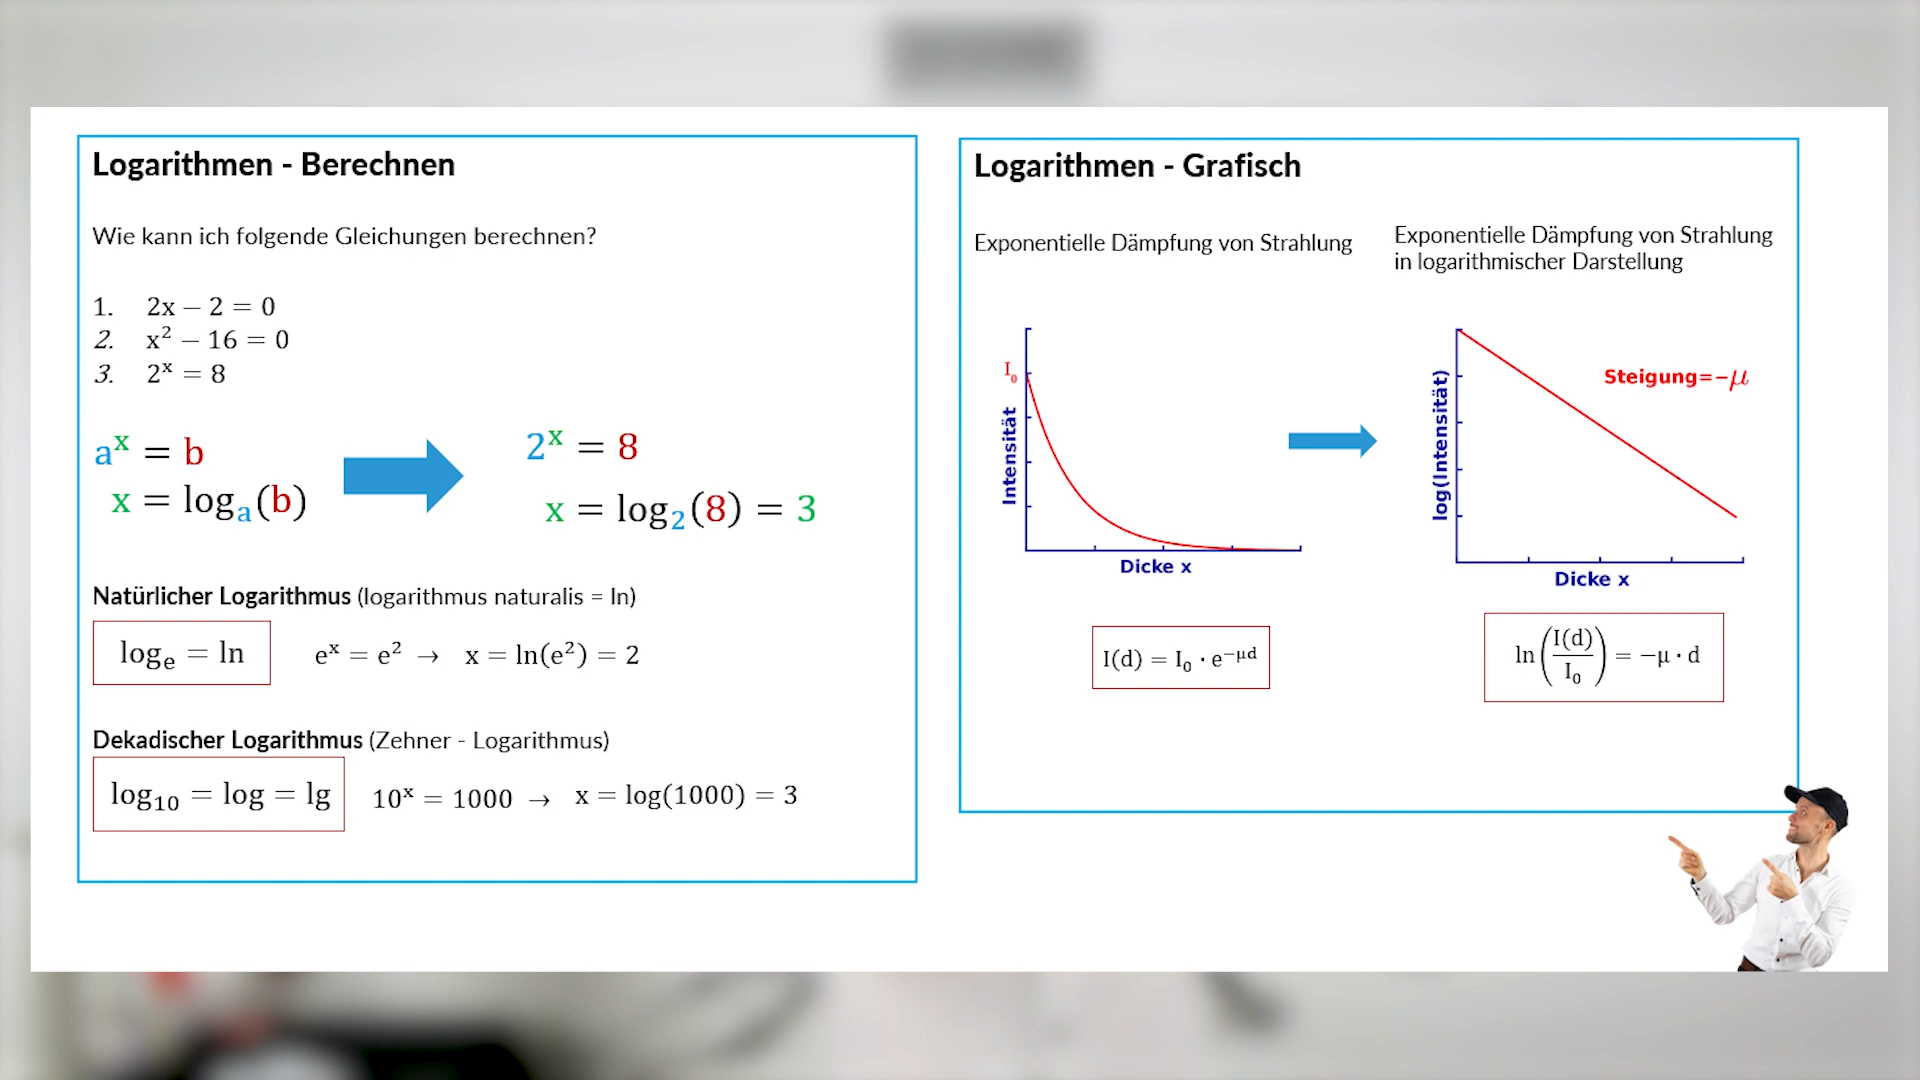 Logarithmen - Berechnen
Wie kann ich folgende Gleichungen berechnen?
1. 2x − 2 = 0
2. x² − 16 = 0
3. 2ˣ = 8
aˣ = b
x = logₐ(b)
2ˣ = 8
x = log₂(8) = 3
Natürlicher Logarithmus (logarithmus naturalis = ln)
logₑ = ln
eˣ = e² → x = ln(e²) = 2
Dekadischer Logarithmus (Zehner - Logarithmus)
log₁₀ = log = lg
10ˣ = 1000 → x = log(1000) = 3
Logarithmen - Grafisch
Exponentielle Dämpfung von Strahlung
I₀
Intensität
Dicke x
I(d) = I₀ · e^−μd
Exponentielle Dämpfung von Strahlung
in logarithmischer Darstellung
Steigung=−μ
log(Intensität)
Dicke x
ln(I(d)/I₀) = −μ · d